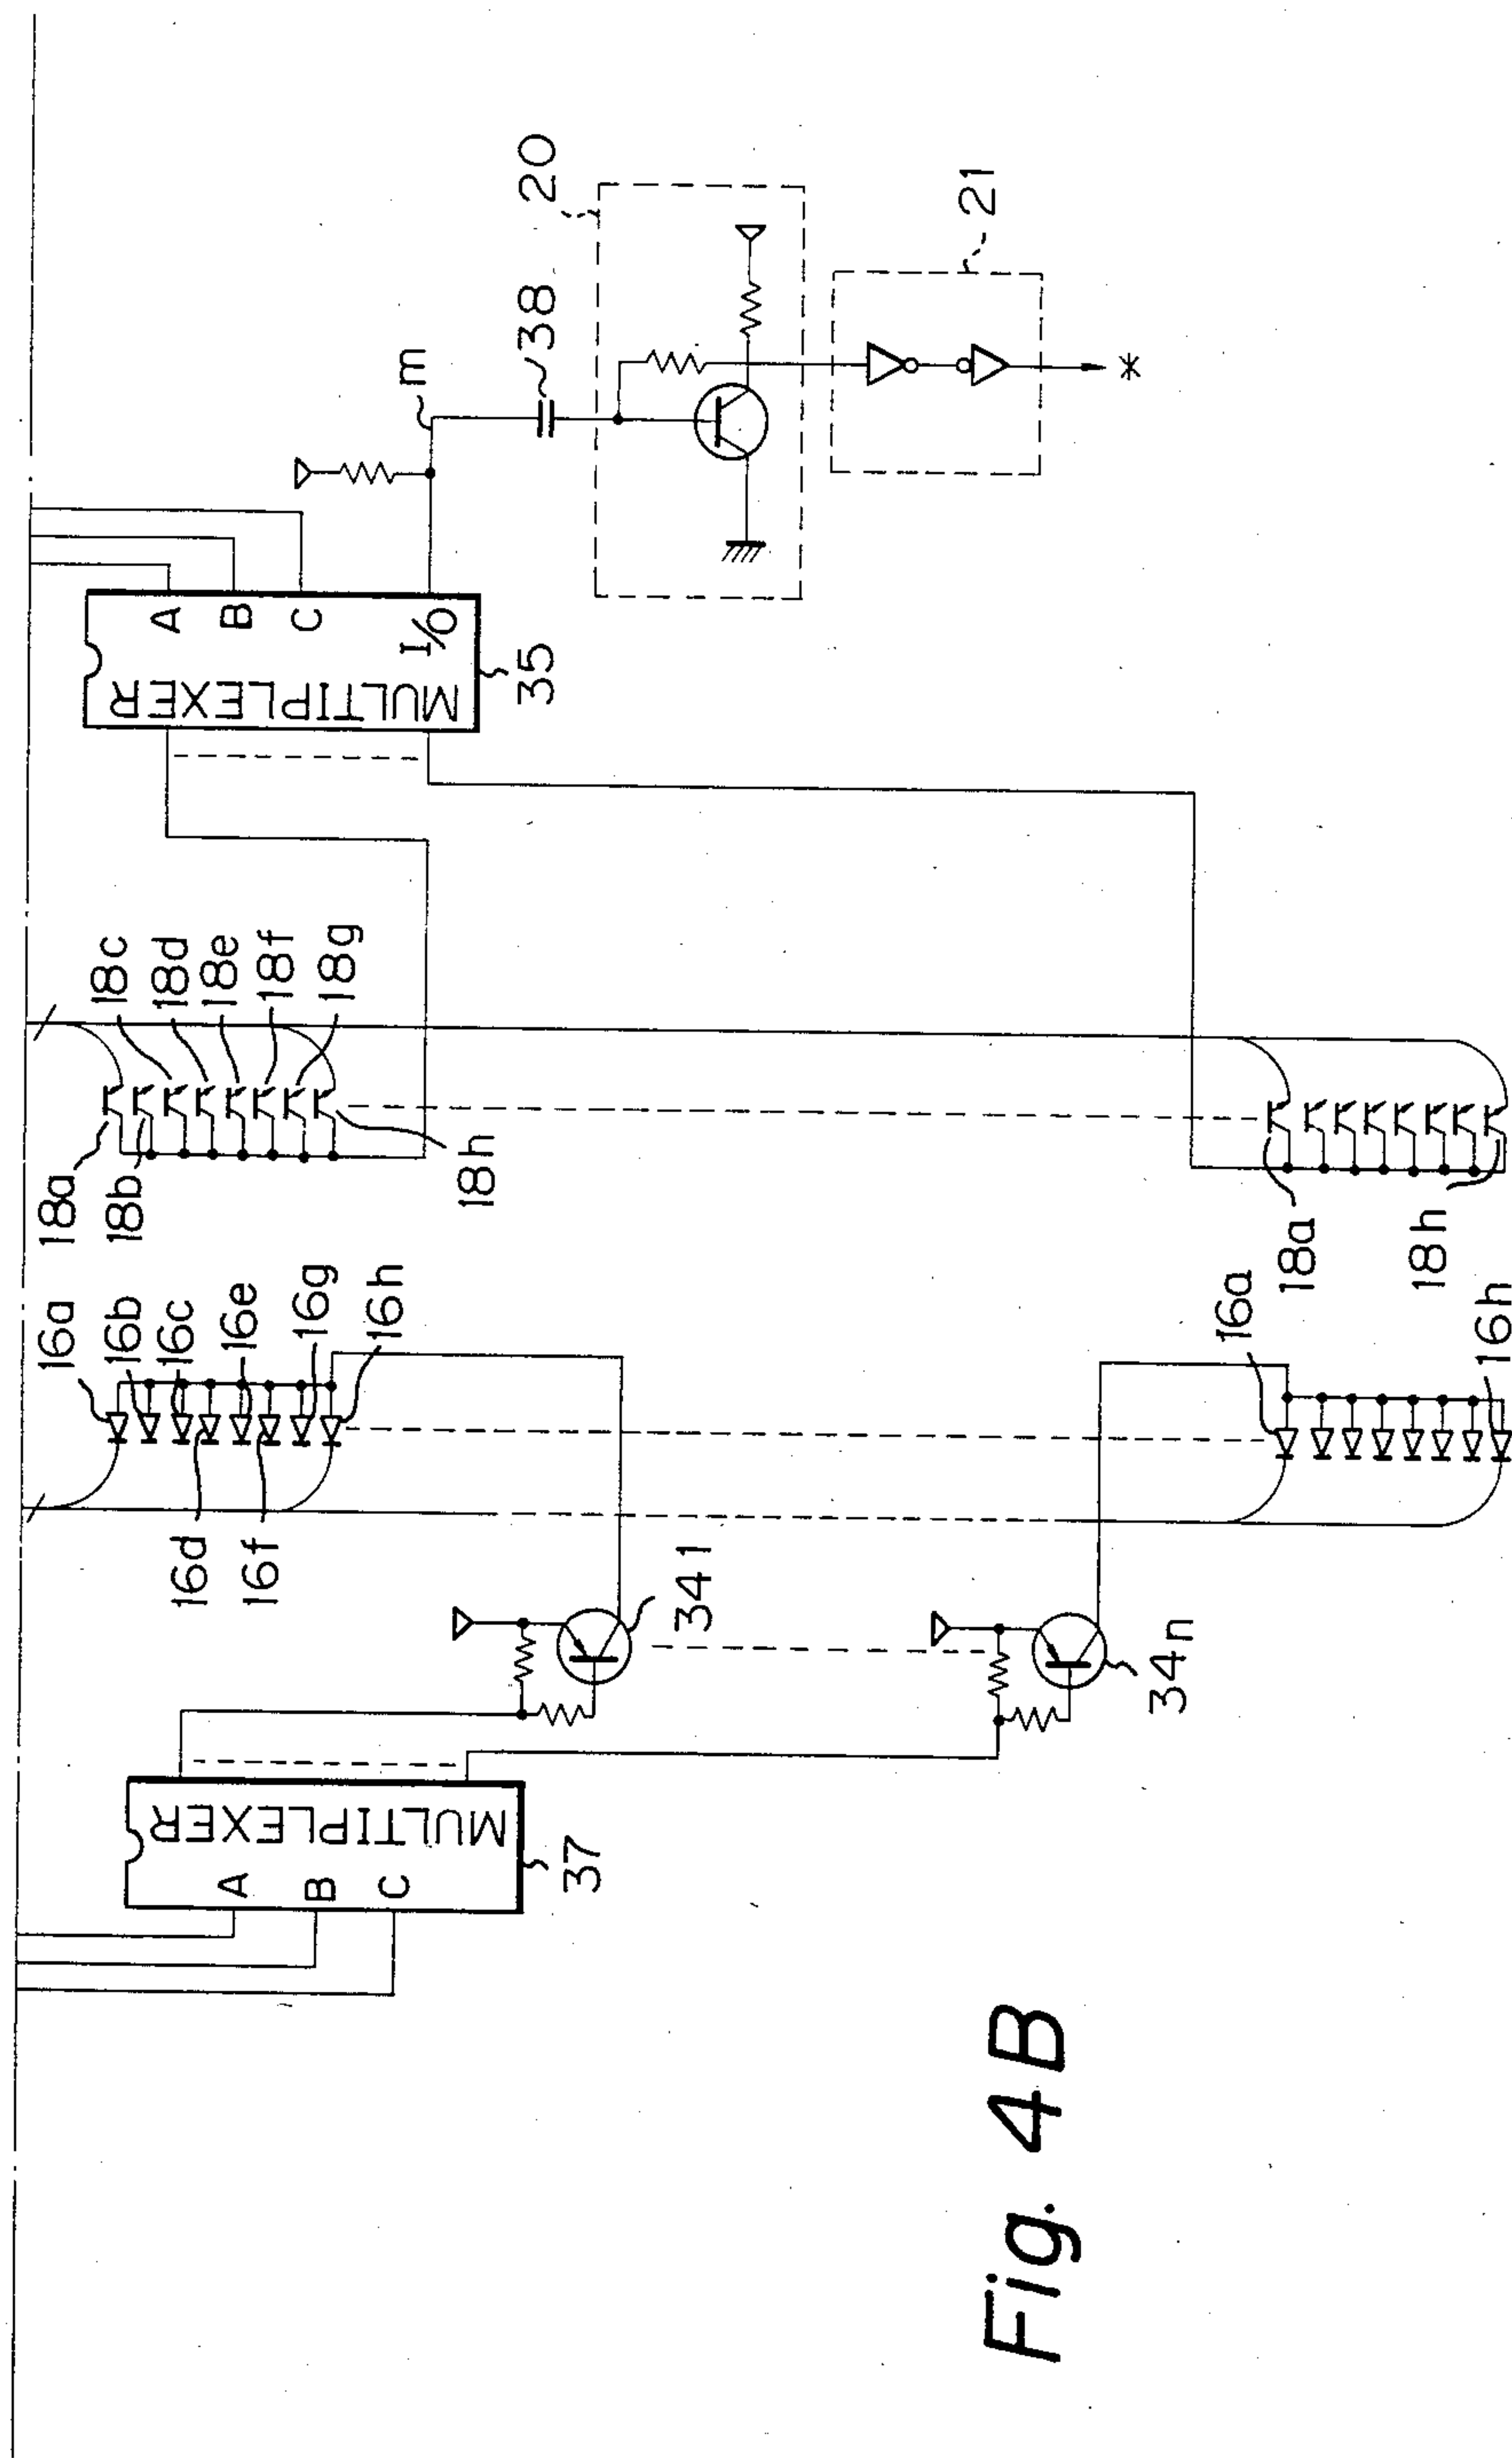 MULTIPLEXER
A
B
C
37
341
34n
16a
16b
16c
16d
16e
16f
16g
16h
16a
16h
18a
18b
18c
18d
18e
18f
18g
18h
18a
18h
MULTIPLEXER
A
B
C
I/O
35
m
38
20
21
*
Fig. 4B